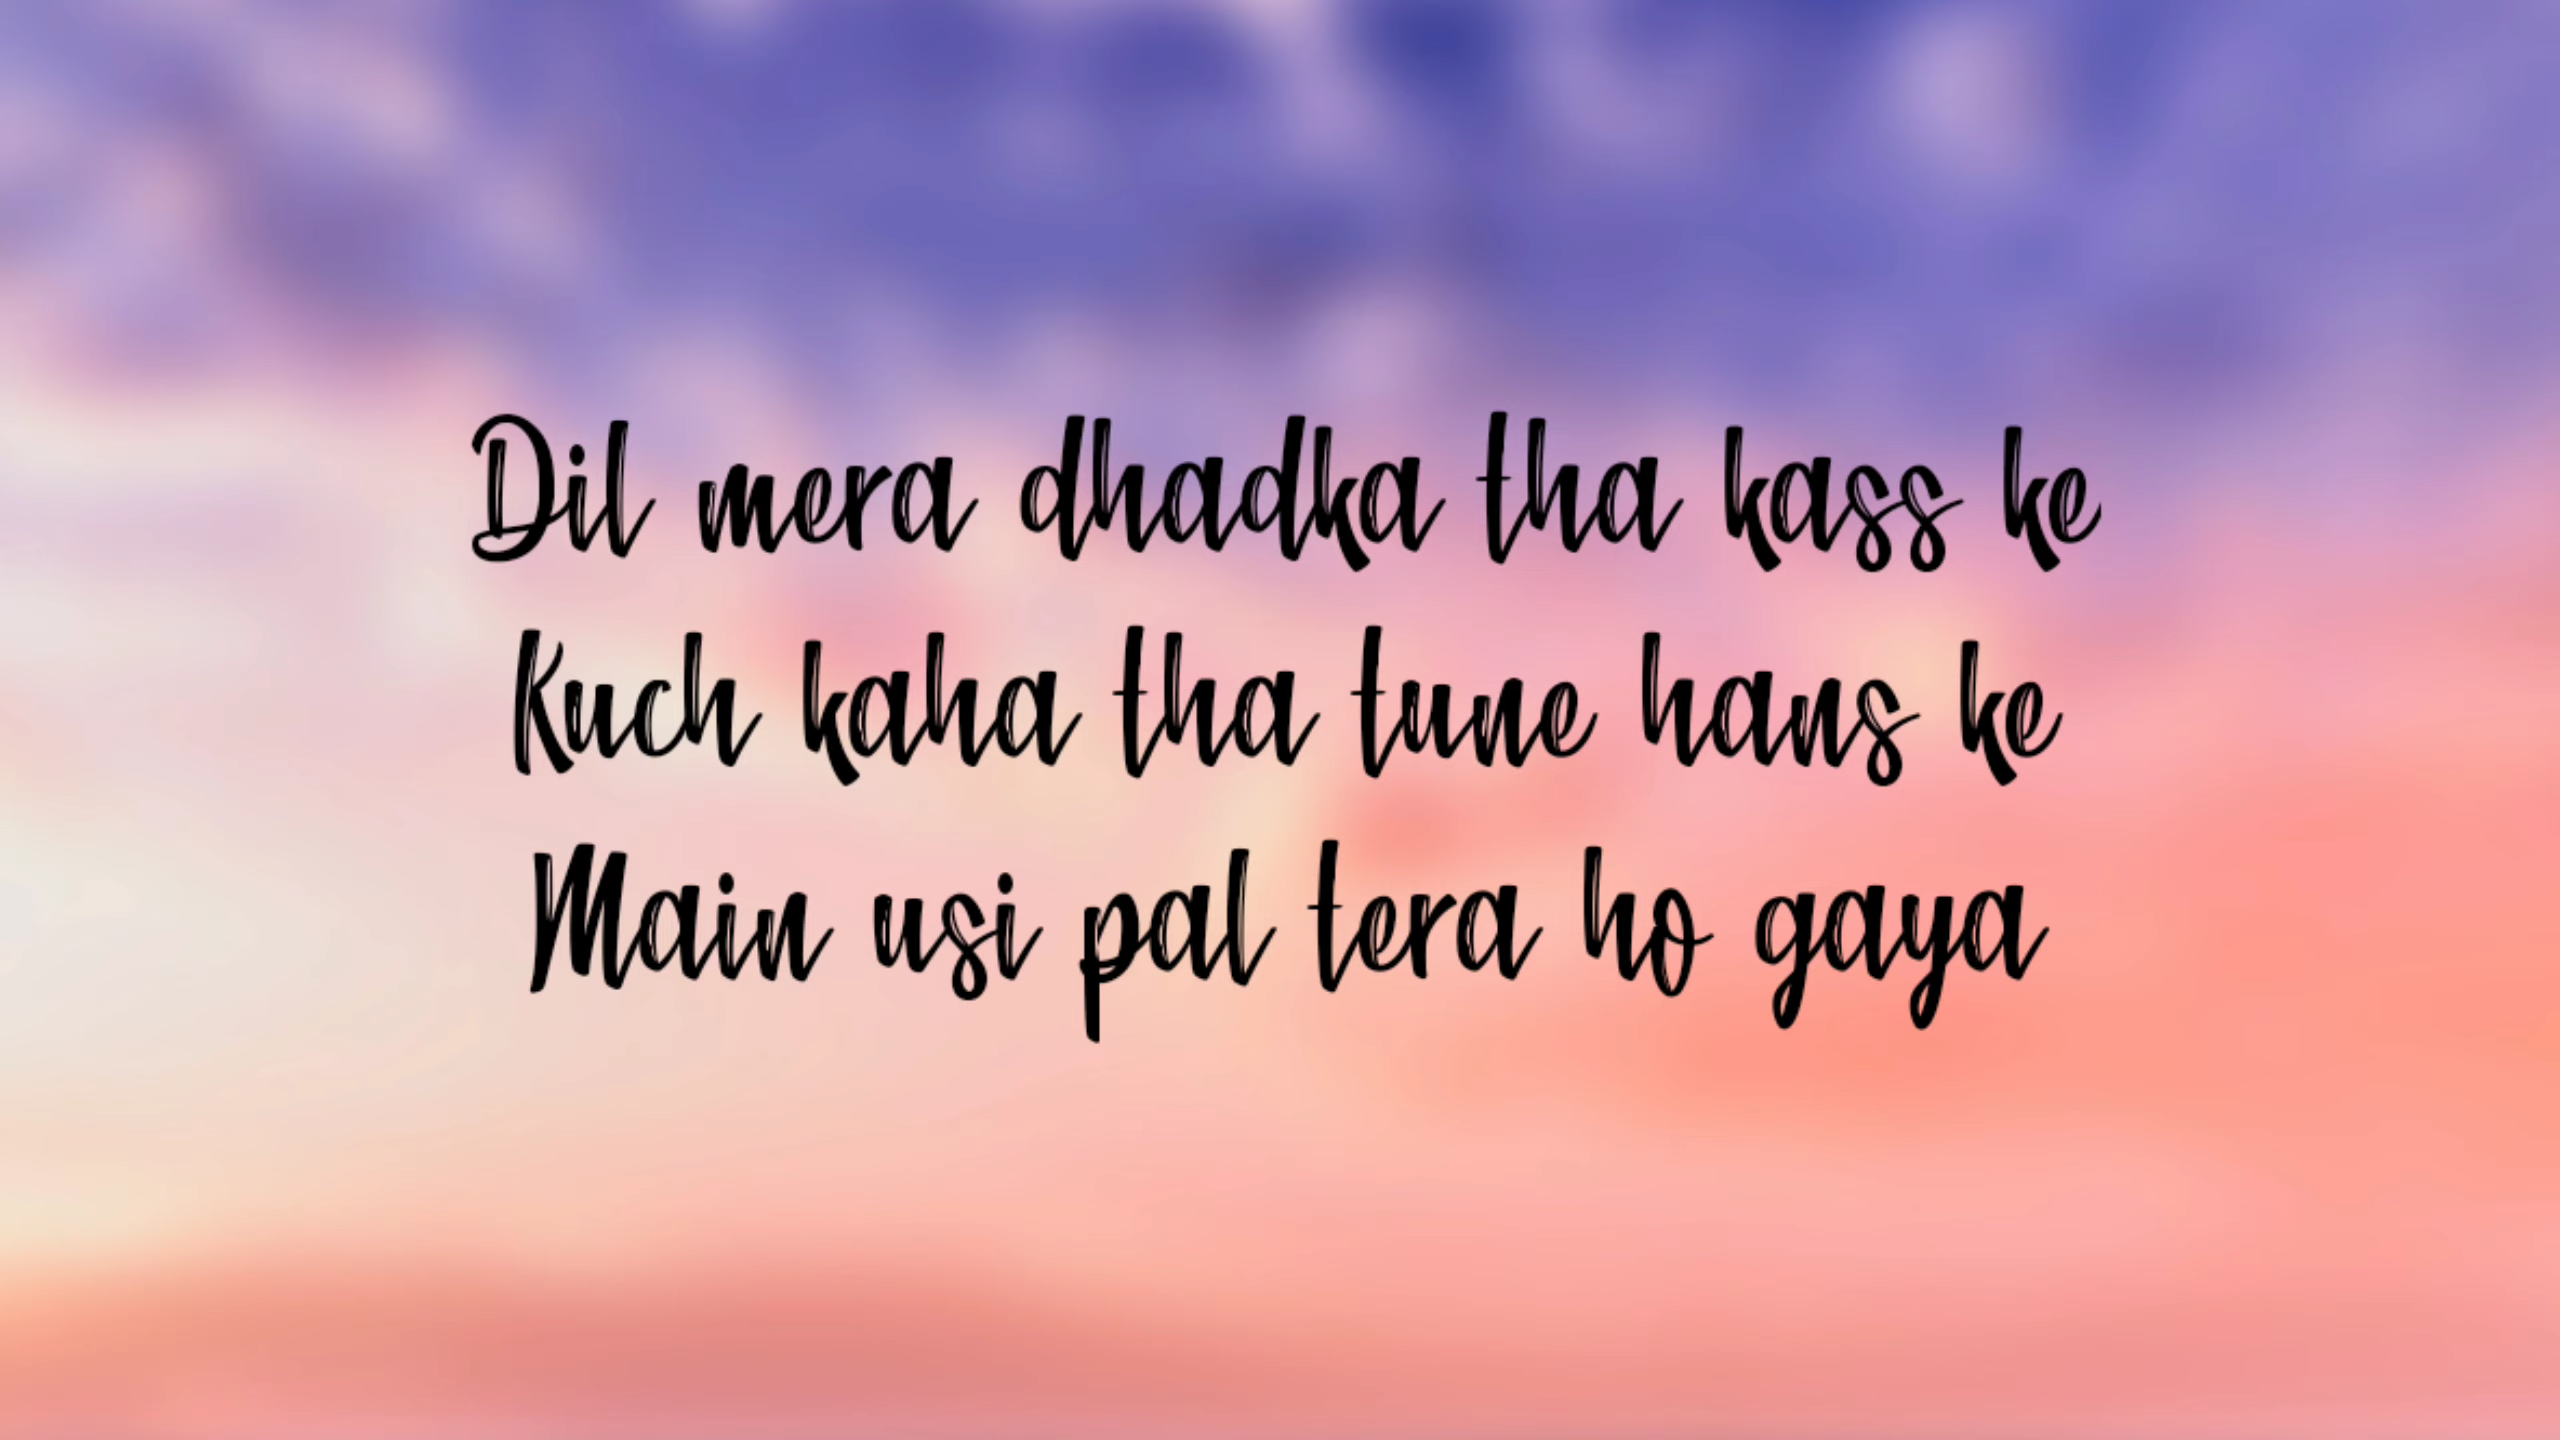 Dil mera dhadka tha kass ke
Kuch kaha tha tune hans ke
Main usi pal tera ho gaya